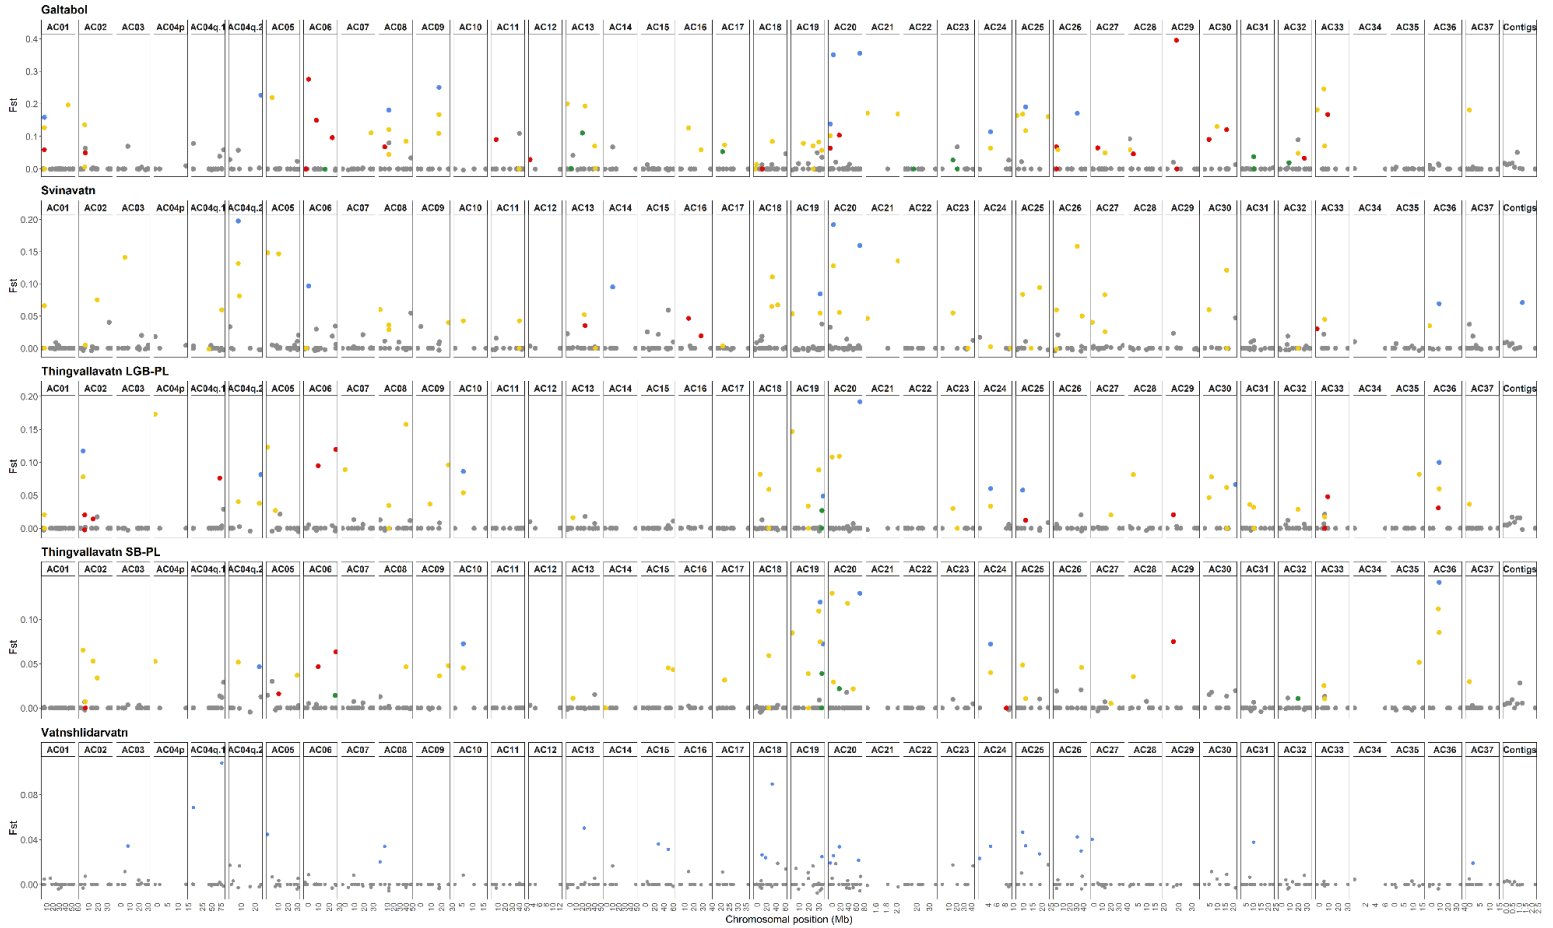 Galtabol
AC01 AC02 AC03 AC04p AC04q.1 AC04q.2 AC05 AC06 AC07 AC08 AC09 AC10 AC11 AC12 AC13 AC14 AC15 AC16 AC17 AC18 AC19 AC20 AC21 AC22 AC23 AC24 AC25 AC26 AC27 AC28 AC29 AC30 AC31 AC32 AC33 AC34 AC35 AC36 AC37 Contigs
0.4
0.3
Fst
0.2
0.1
0.0
Svinavatn
AC01 AC02 AC03 AC04p AC04q.1 AC04q.2 AC05 AC06 AC07 AC08 AC09 AC10 AC11 AC12 AC13 AC14 AC15 AC16 AC17 AC18 AC19 AC20 AC21 AC22 AC23 AC24 AC25 AC26 AC27 AC28 AC29 AC30 AC31 AC32 AC33 AC34 AC35 AC36 AC37 Contigs
0.20
0.15
Fst
0.10
0.05
0.00
Thingvallavatn LGB-PL
AC01 AC02 AC03 AC04p AC04q.1 AC04q.2 AC05 AC06 AC07 AC08 AC09 AC10 AC11 AC12 AC13 AC14 AC15 AC16 AC17 AC18 AC19 AC20 AC21 AC22 AC23 AC24 AC25 AC26 AC27 AC28 AC29 AC30 AC31 AC32 AC33 AC34 AC35 AC36 AC37 Contigs
0.20
0.15
Fst
0.10
0.05
0.00
Thingvallavatn SB-PL
AC01 AC02 AC03 AC04p AC04q.1 AC04q.2 AC05 AC06 AC07 AC08 AC09 AC10 AC11 AC12 AC13 AC14 AC15 AC16 AC17 AC18 AC19 AC20 AC21 AC22 AC23 AC24 AC25 AC26 AC27 AC28 AC29 AC30 AC31 AC32 AC33 AC34 AC35 AC36 AC37 Contigs
0.10
Fst
0.05
0.00
Vatnshlidarvatn
AC01 AC02 AC03 AC04p AC04q.1 AC04q.2 AC05 AC06 AC07 AC08 AC09 AC10 AC11 AC12 AC13 AC14 AC15 AC16 AC17 AC18 AC19 AC20 AC21 AC22 AC23 AC24 AC25 AC26 AC27 AC28 AC29 AC30 AC31 AC32 AC33 AC34 AC35 AC36 AC37 Contigs
0.08
Fst
0.04
0.00
Chromosomal position (Mb)